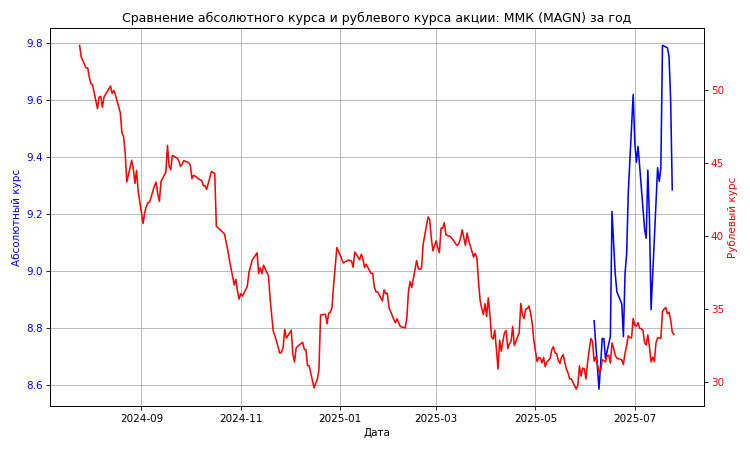 Сравнение абсолютного курса и рублевого курса акции: ММК (MAGN) за год
9.8
9.6
9.4
9.2
9.0
8.8
8.6
Абсолютный курс
50
45
40
35
30
Рублевый курс
2024-09 2024-11 2025-01 2025-03 2025-05 2025-07
Дата